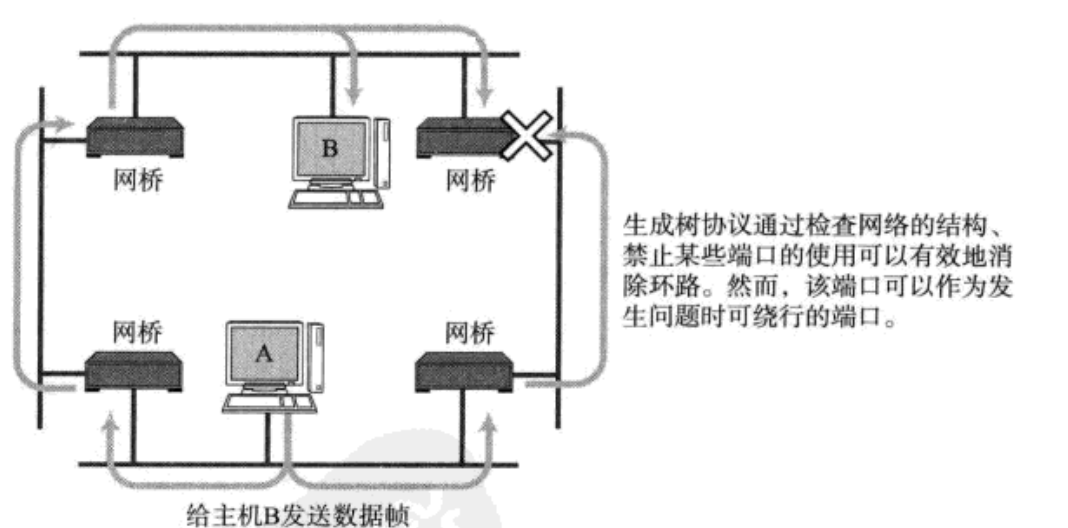 B
网桥
网桥
生成树协议通过检查网络的结构、
禁止某些端口的使用可以有效地消
除环路。然而，该端口可以作为发
生问题时可绕行的端口。
网桥
A
网桥
给主机B发送数据帧